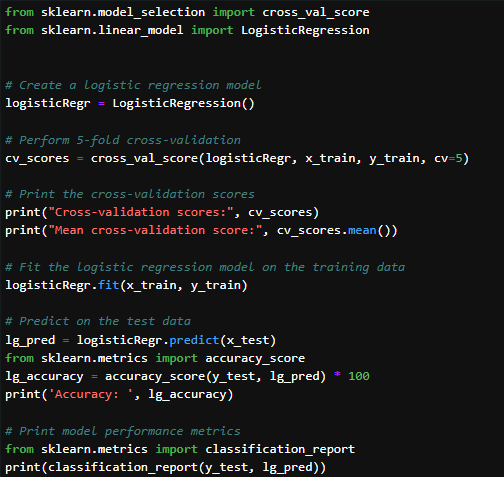 from sklearn.model_selection import cross_val_score
from sklearn.linear_model import LogisticRegression
# Create a logistic regression model
logisticRegr = LogisticRegression()
# Perform 5-fold cross-validation
cv_scores = cross_val_score(logisticRegr, x_train, y_train, cv=5)
# Print the cross-validation scores
print("Cross-validation scores:", cv_scores)
print("Mean cross-validation score:", cv_scores.mean())
# Fit the logistic regression model on the training data
logisticRegr.fit(x_train, y_train)
# Predict on the test data
lg_pred = logisticRegr.predict(x_test)
from sklearn.metrics import accuracy_score
lg_accuracy = accuracy_score(y_test, lg_pred) * 100
print('Accuracy: ', lg_accuracy)
# Print model performance metrics
from sklearn.metrics import classification_report
print(classification_report(y_test, lg_pred))